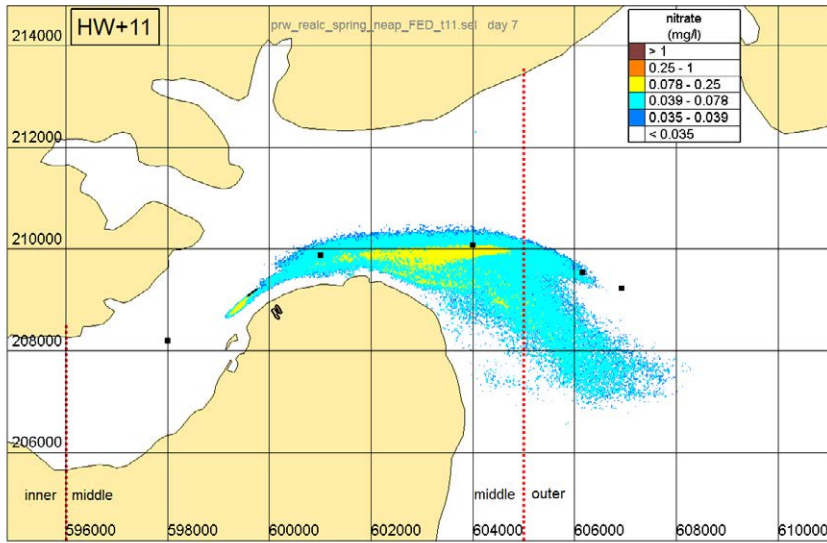 HW+11
prw_realc_spring_neap_FED_t11.sel day 7
nitrate
(mg/l)
> 1
0.25 - 1
0.078 - 0.25
0.039 - 0.078
0.035 - 0.039
< 0.035
214000
212000
210000
208000
206000
inner middle middle outer
596000 598000 600000 602000 604000 606000 608000 610000